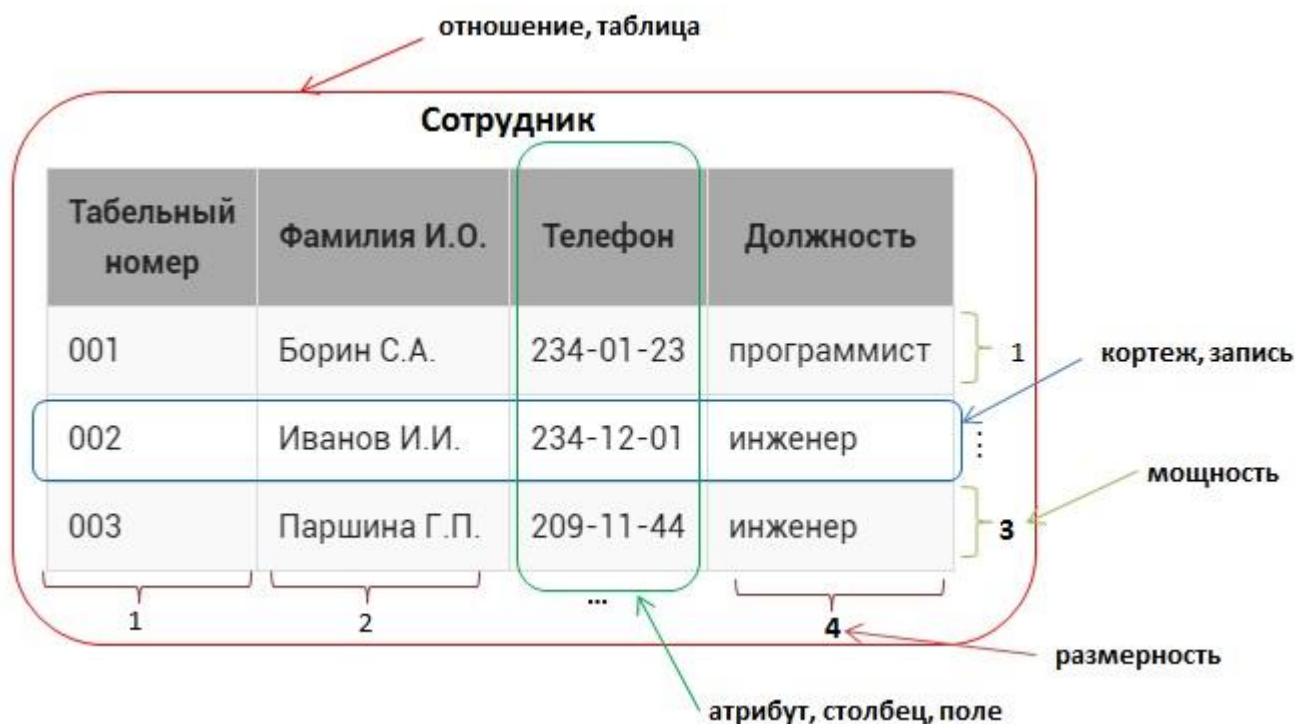 отношение, таблица
Сотрудник
Табельный номер Фамилия И.О. Телефон Должность
001 Борин С.А. 234-01-23 программист 1
кортеж, запись
002 Иванов И.И. 234-12-01 инженер ...
мощность
003 Паршина Г.П. 209-11-44 инженер 3
1 2 ... 4
размерность
атрибут, столбец, поле